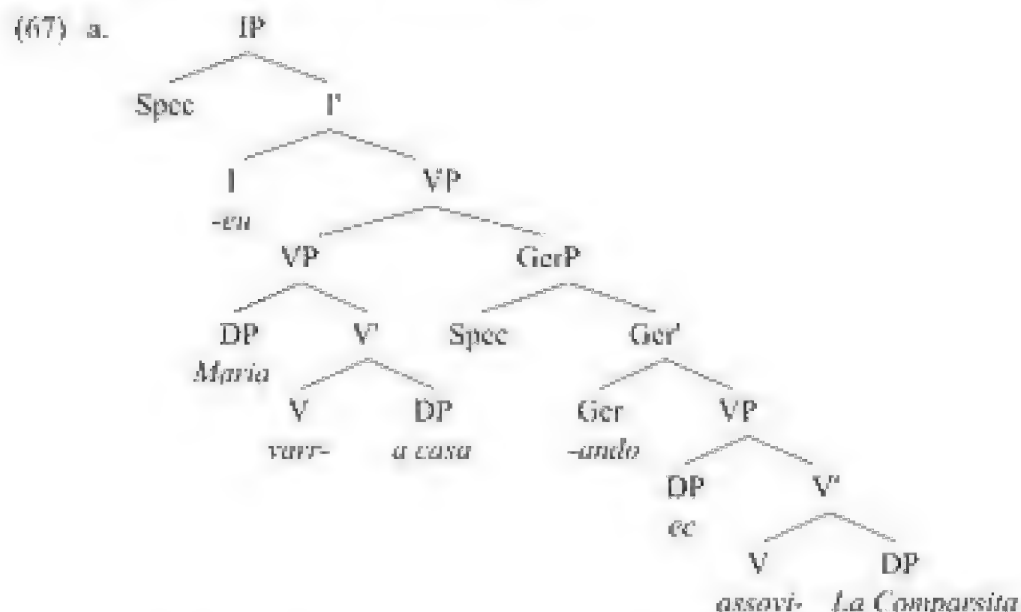 (67) a. IP
Spec I'
I VP
-eu
VP GerP
DP V' Spec Ger'
Maria
V DP Ger VP
varr- a casa -ando
DP V'
ec
V DP
assovi- La Comparsita